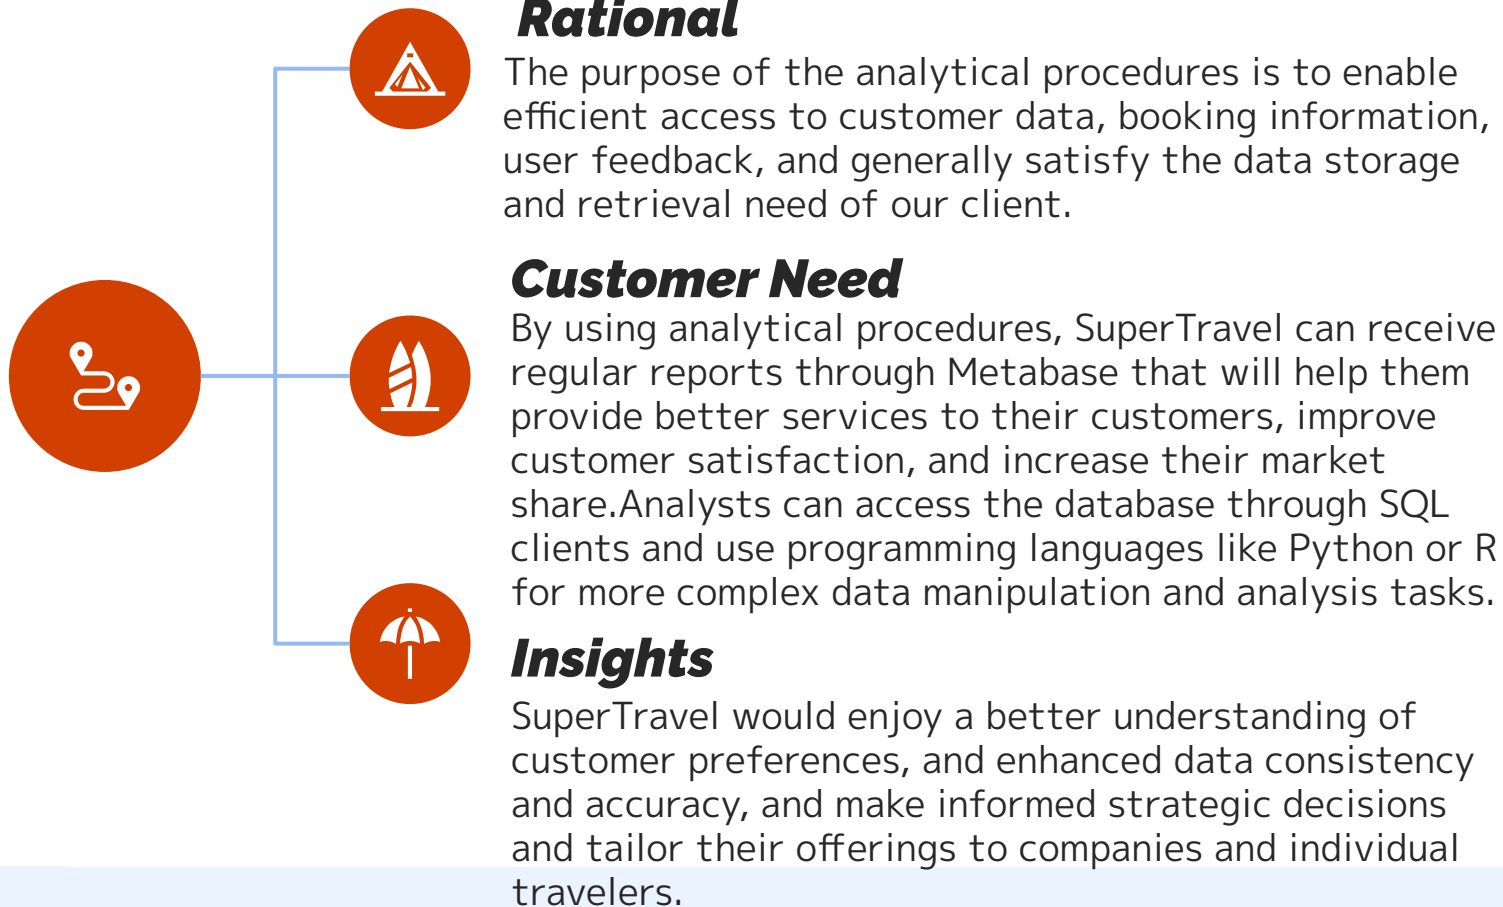 Rational
The purpose of the analytical procedures is to enable
efficient access to customer data, booking information,
user feedback, and generally satisfy the data storage
and retrieval need of our client.
Customer Need
By using analytical procedures, SuperTravel can receive
regular reports through Metabase that will help them
provide better services to their customers, improve
customer satisfaction, and increase their market
share.Analysts can access the database through SQL
clients and use programming languages like Python or R
for more complex data manipulation and analysis tasks.
Insights
SuperTravel would enjoy a better understanding of
customer preferences, and enhanced data consistency
and accuracy, and make informed strategic decisions
and tailor their offerings to companies and individual
travelers.